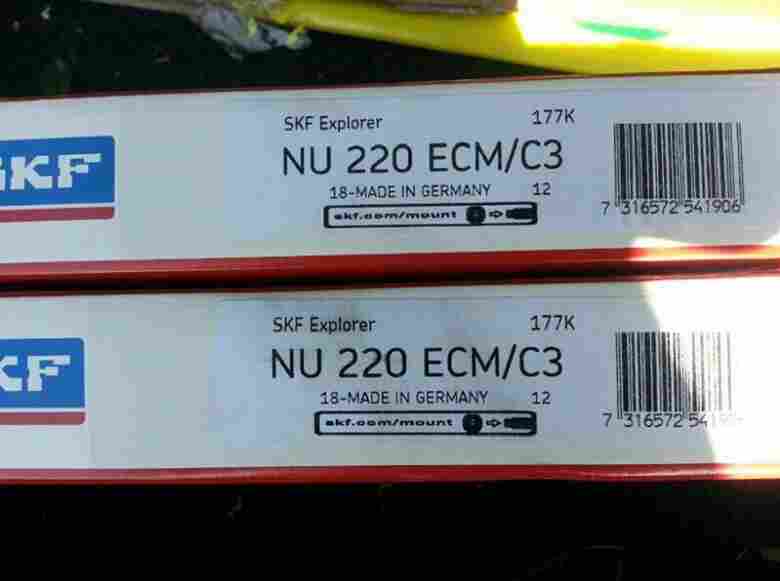 SKF
SKF Explorer 177K
NU 220 ECM/C3
18-MADE IN GERMANY 12
skf.com/mount
7 316572 541906
KF
SKF Explorer 177K
NU 220 ECM/C3
18-MADE IN GERMANY 12
skf.com/mount
7 316572 541906